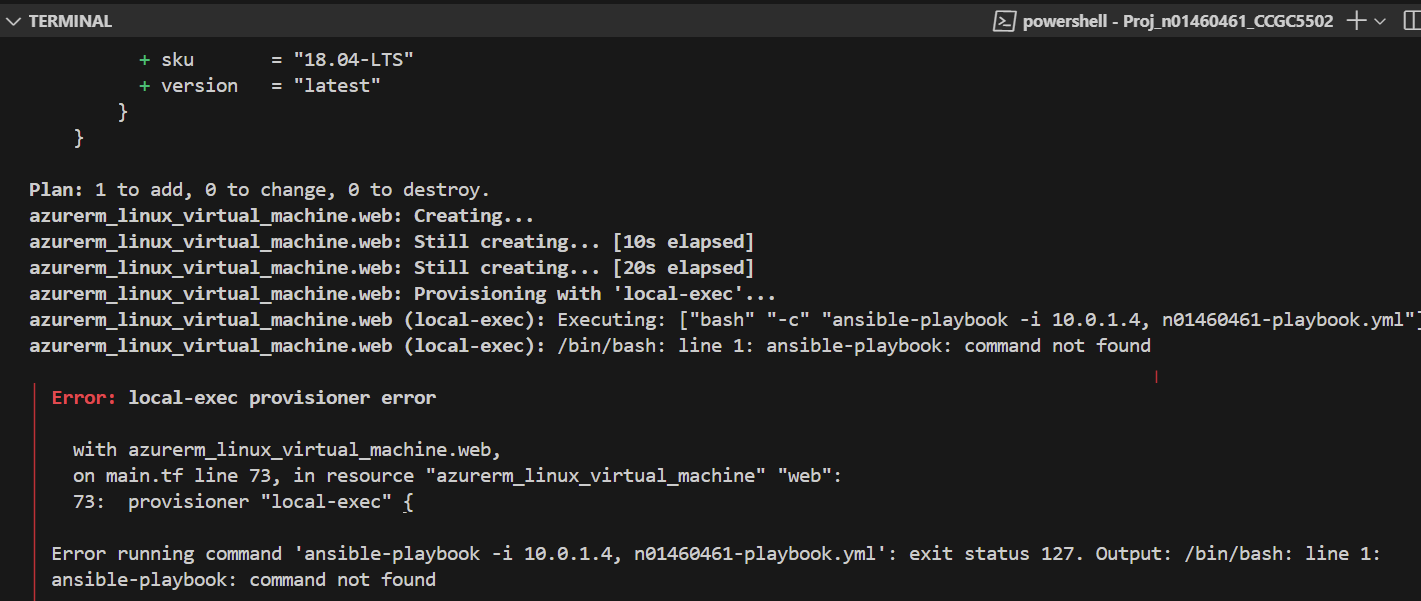 TERMINAL
powershell - Proj_n01460461_CCGC5502
+ sku       = "18.04-LTS"
+ version   = "latest"
}
}
Plan: 1 to add, 0 to change, 0 to destroy.
azurerm_linux_virtual_machine.web: Creating...
azurerm_linux_virtual_machine.web: Still creating... [10s elapsed]
azurerm_linux_virtual_machine.web: Still creating... [20s elapsed]
azurerm_linux_virtual_machine.web: Provisioning with 'local-exec'...
azurerm_linux_virtual_machine.web (local-exec): Executing: ["bash" "-c" "ansible-playbook -i 10.0.1.4, n01460461-playbook.yml"]
azurerm_linux_virtual_machine.web (local-exec): /bin/bash: line 1: ansible-playbook: command not found
Error: local-exec provisioner error
with azurerm_linux_virtual_machine.web,
on main.tf line 73, in resource "azurerm_linux_virtual_machine" "web":
73:  provisioner "local-exec" {
Error running command 'ansible-playbook -i 10.0.1.4, n01460461-playbook.yml': exit status 127. Output: /bin/bash: line 1:
ansible-playbook: command not found